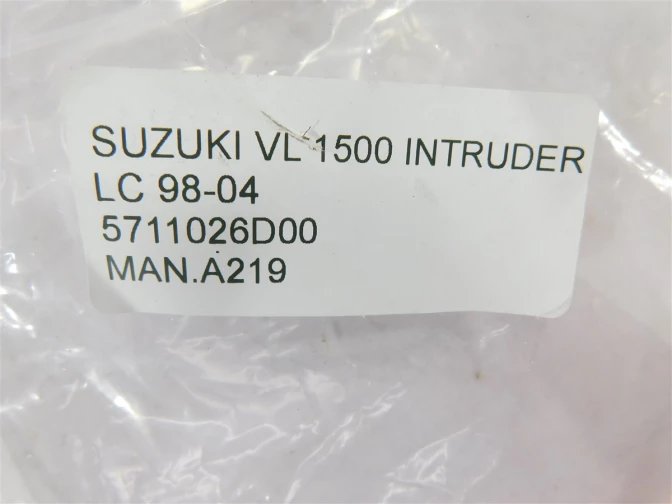 SUZUKI VL 1500 INTRUDER
LC 98-04
5711026D00
MAN.A219